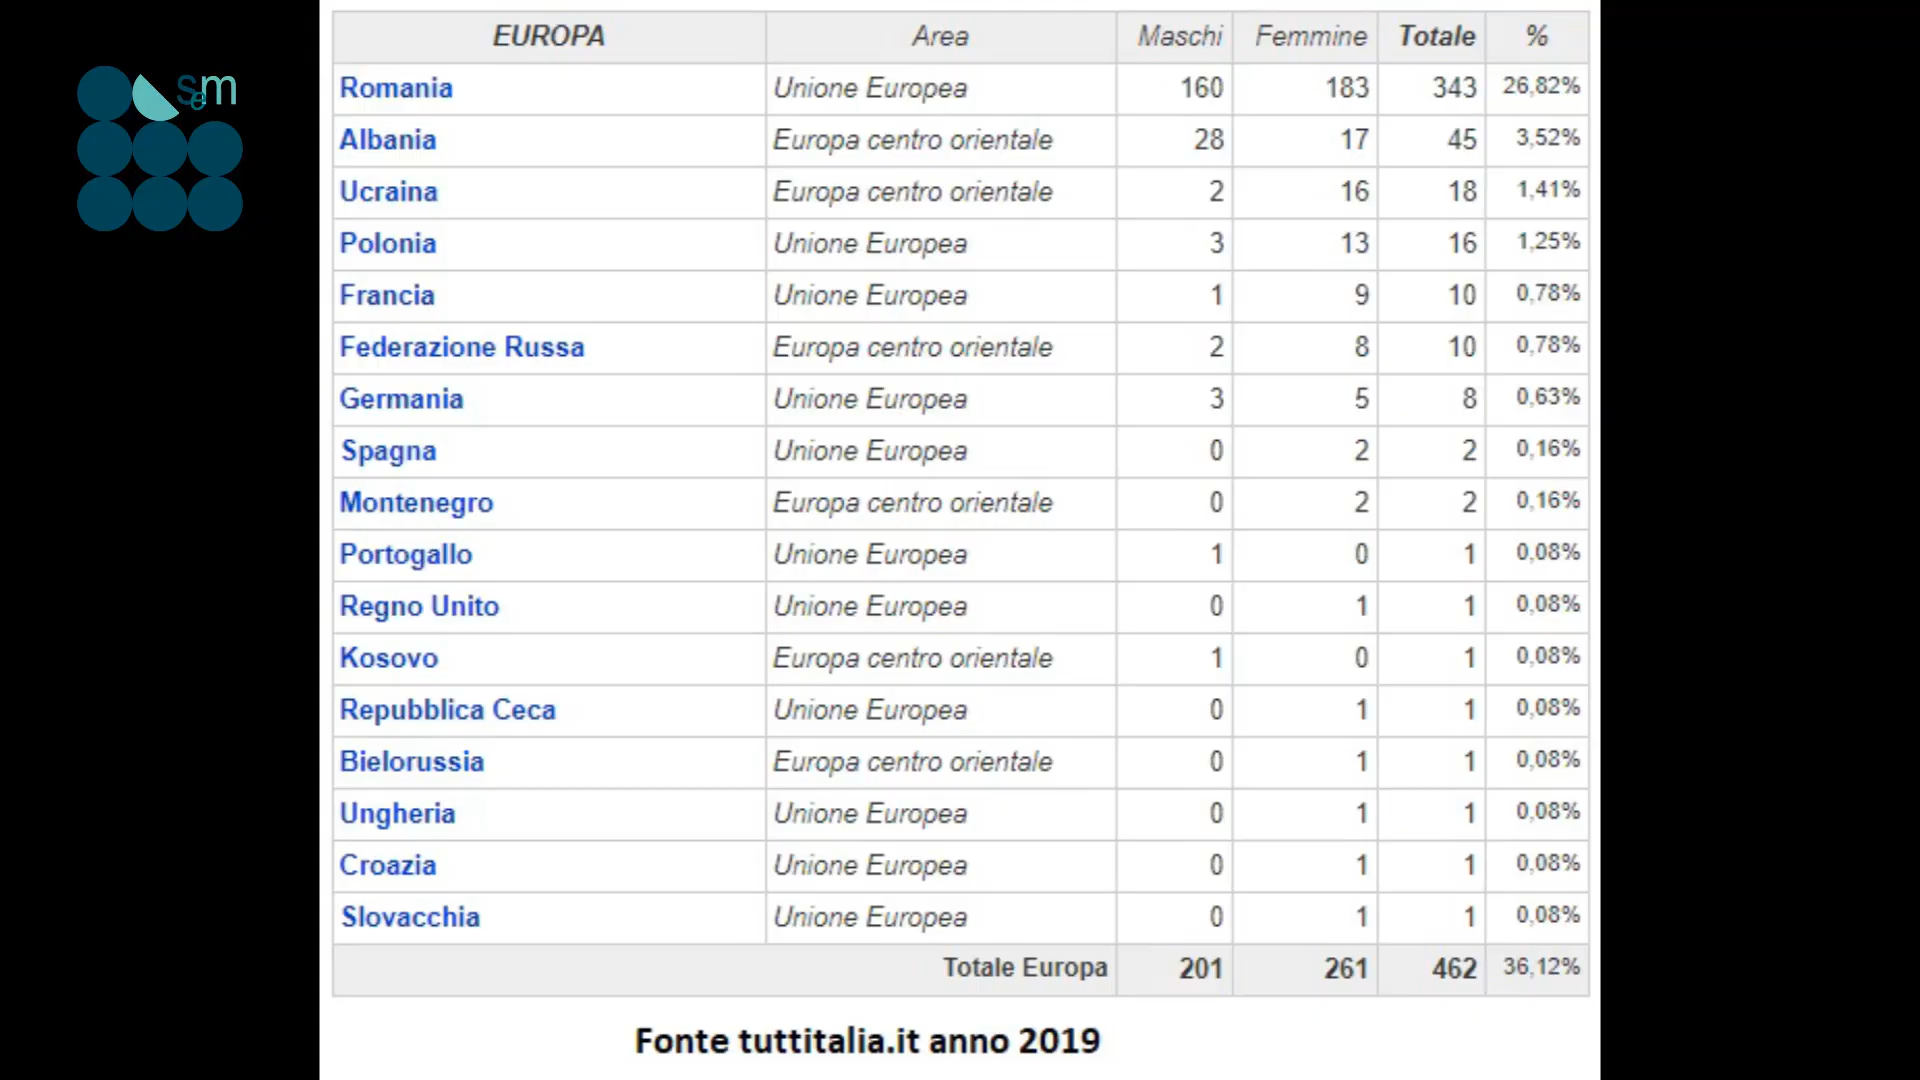 sem
EUROPA Area Maschi Femmine Totale %
Romania Unione Europea 160 183 343 26,82%
Albania Europa centro orientale 28 17 45 3,52%
Ucraina Europa centro orientale 2 16 18 1,41%
Polonia Unione Europea 3 13 16 1,25%
Francia Unione Europea 1 9 10 0,78%
Federazione Russa Europa centro orientale 2 8 10 0,78%
Germania Unione Europea 3 5 8 0,63%
Spagna Unione Europea 0 2 2 0,16%
Montenegro Europa centro orientale 0 2 2 0,16%
Portogallo Unione Europea 1 0 1 0,08%
Regno Unito Unione Europea 0 1 1 0,08%
Kosovo Europa centro orientale 1 0 1 0,08%
Repubblica Ceca Unione Europea 0 1 1 0,08%
Bielorussia Europa centro orientale 0 1 1 0,08%
Ungheria Unione Europea 0 1 1 0,08%
Croazia Unione Europea 0 1 1 0,08%
Slovacchia Unione Europea 0 1 1 0,08%
Totale Europa 201 261 462 36,12%
Fonte tuttitalia.it anno 2019